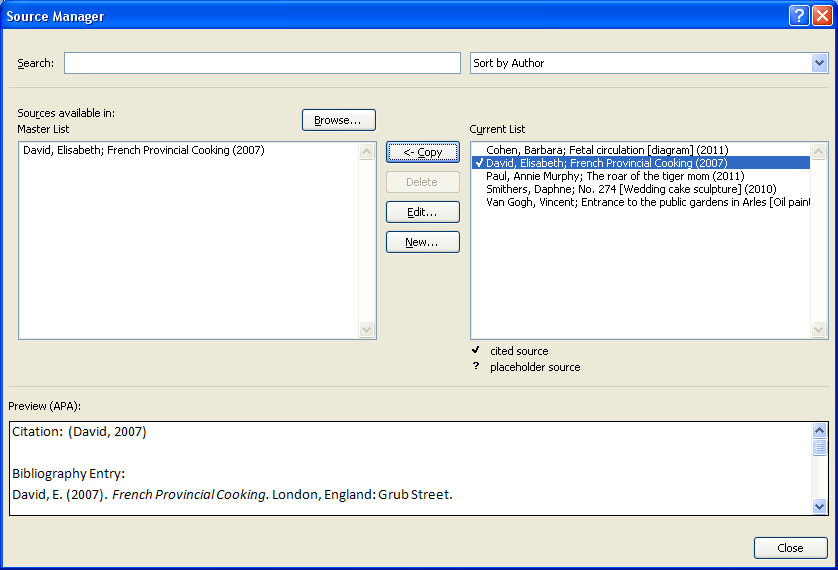 Source Manager
Search:
Sort by Author
Sources available in:
Master List
Browse...
Current List
David, Elisabeth; French Provincial Cooking (2007)
<- Copy
Delete
Edit...
New...
Cohen, Barbara; Fetal circulation [diagram] (2011)
David, Elisabeth; French Provincial Cooking (2007)
Paul, Annie Murphy; The roar of the tiger mom (2011)
Smithers, Daphne; No. 274 [Wedding cake sculpture] (2010)
Van Gogh, Vincent; Entrance to the public gardens in Arles [Oil paint
cited source
? placeholder source
Preview (APA):
Citation: (David, 2007)
Bibliography Entry:
David, E. (2007). French Provincial Cooking. London, England: Grub Street.
Close